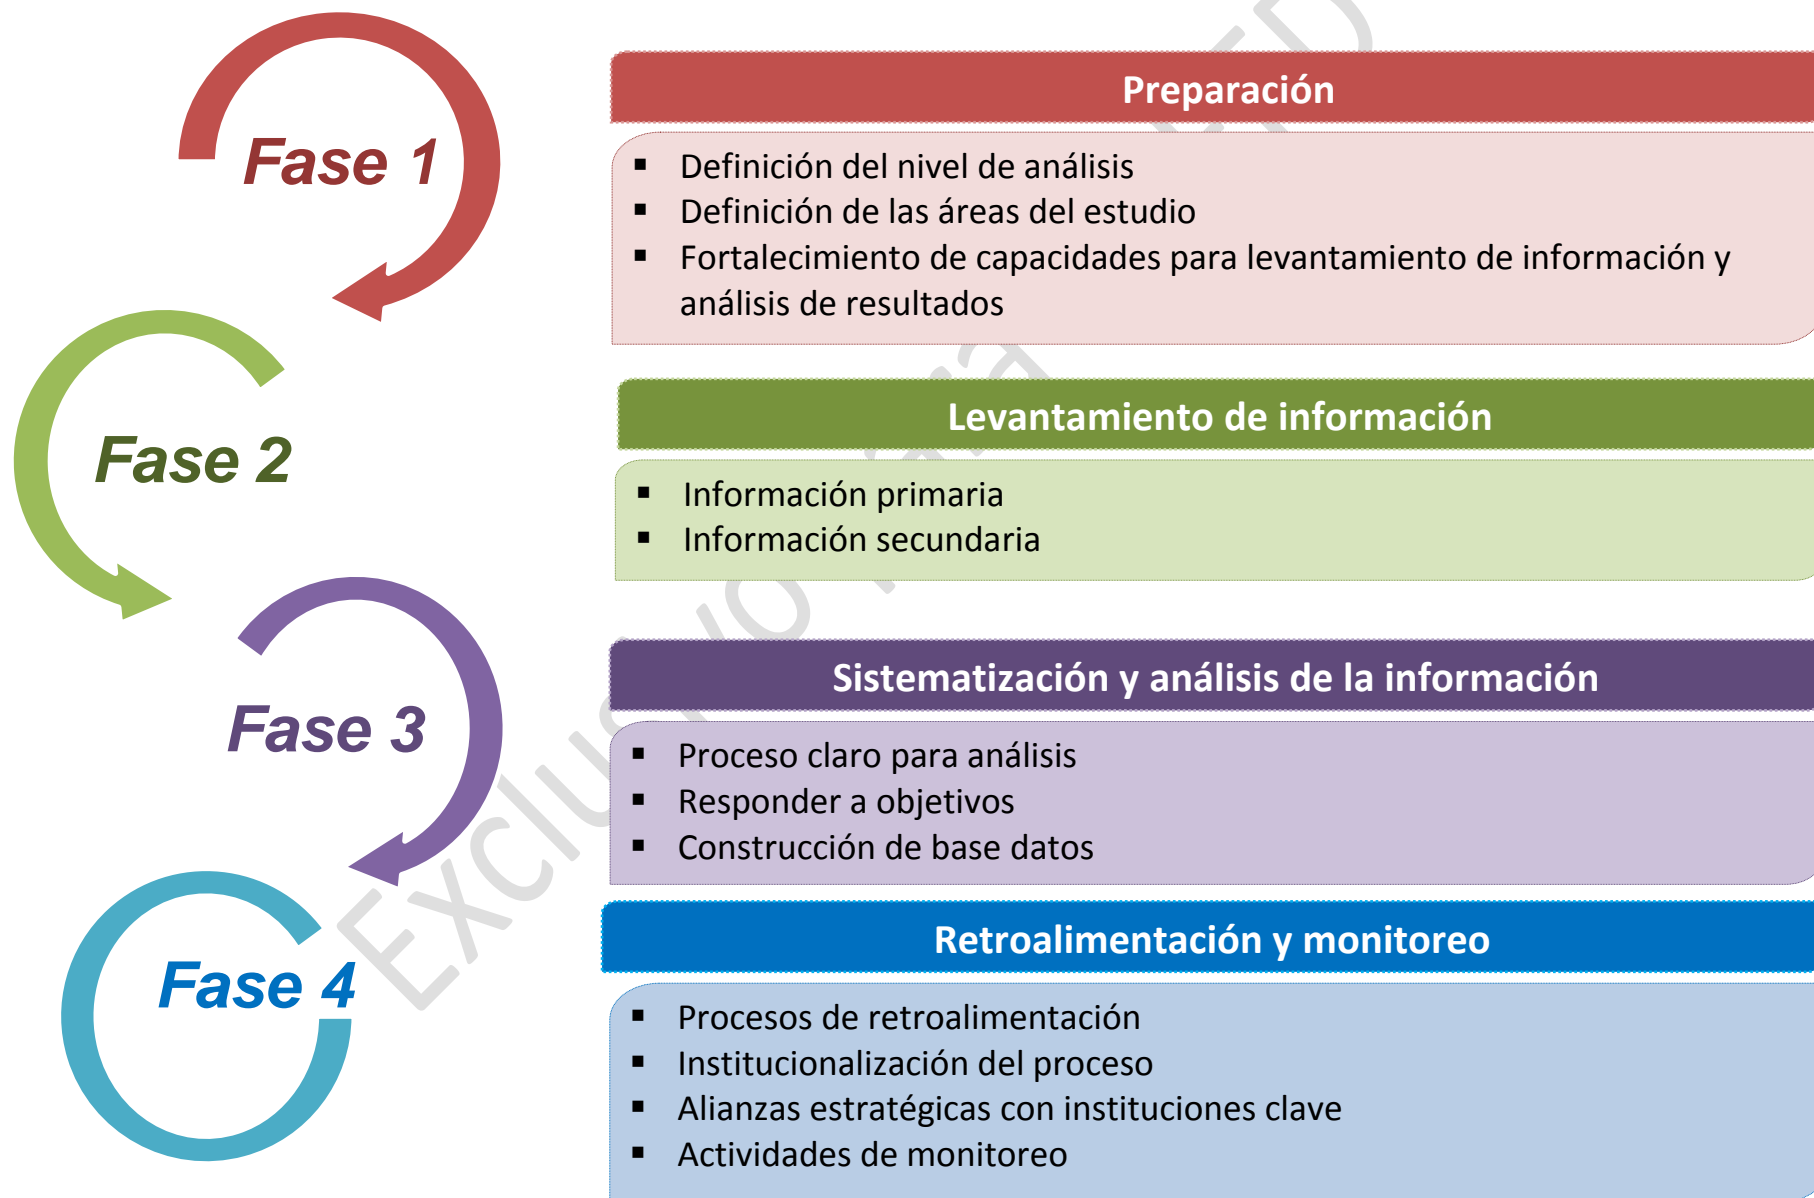 Fase 1
Preparación
▪ Definición del nivel de análisis
▪ Definición de las áreas del estudio
▪ Fortalecimiento de capacidades para levantamiento de información y
análisis de resultados
Fase 2
Levantamiento de información
▪ Información primaria
▪ Información secundaria
Fase 3
Sistematización y análisis de la información
▪ Proceso claro para análisis
▪ Responder a objetivos
▪ Construcción de base datos
Fase 4
Retroalimentación y monitoreo
▪ Procesos de retroalimentación
▪ Institucionalización del proceso
▪ Alianzas estratégicas con instituciones clave
▪ Actividades de monitoreo